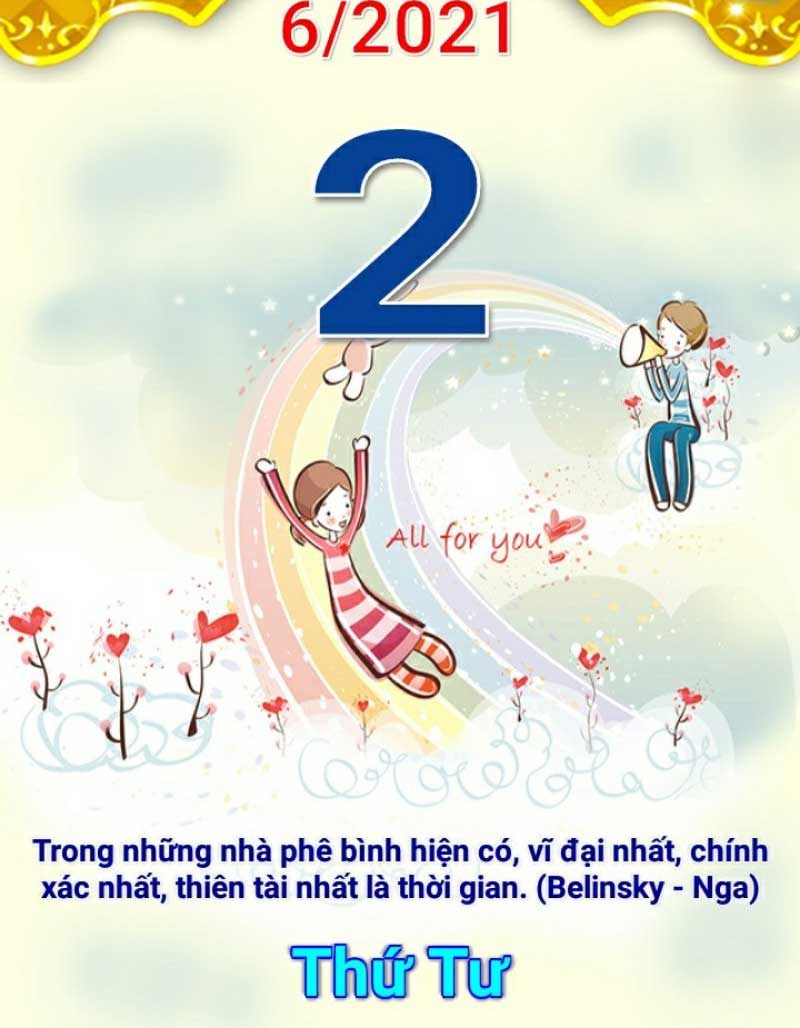 6/2021
2
All for you
Trong những nhà phê bình hiện có, vĩ đại nhất, chính
xác nhất, thiên tài nhất là thời gian. (Belinsky - Nga)
Thứ Tư